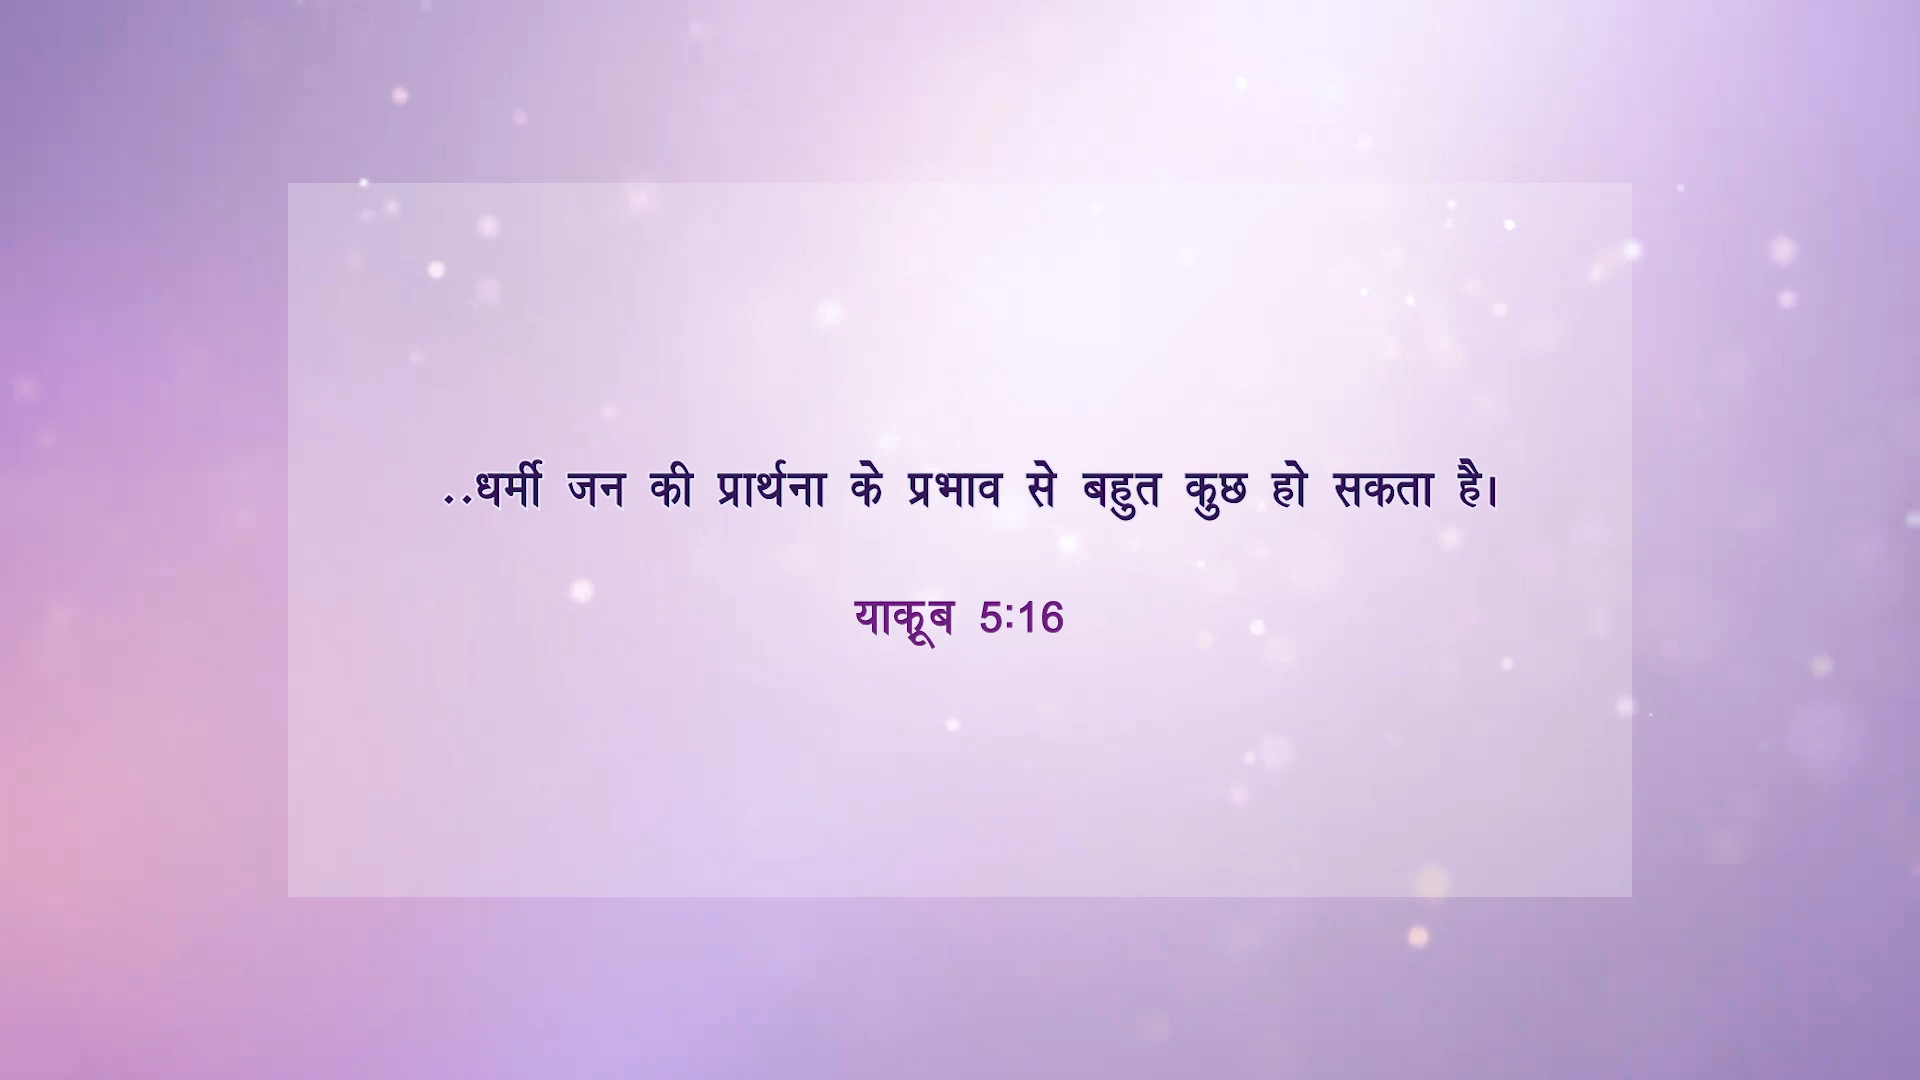 ..धर्मी जन की प्रार्थना के प्रभाव से बहुत कुछ हो सकता है।
याकूब 5:16